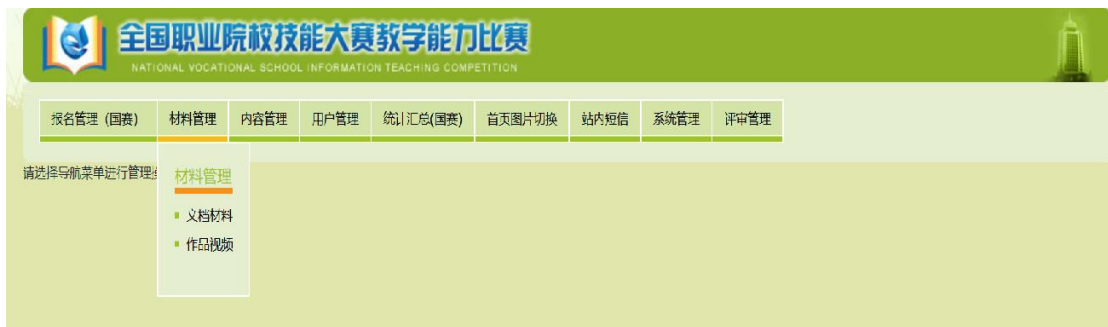 全国职业院校技能大赛教学能力比赛
NATIONAL VOCATIONAL SCHOOL INFORMATION TEACHING COMPETITION
报名管理（国赛） 材料管理 内容管理 用户管理 统计汇总(国赛) 首页图片切换 站内短信 系统管理 评审管理
请选择导航菜单进行管理
材料管理
文档材料
作品视频